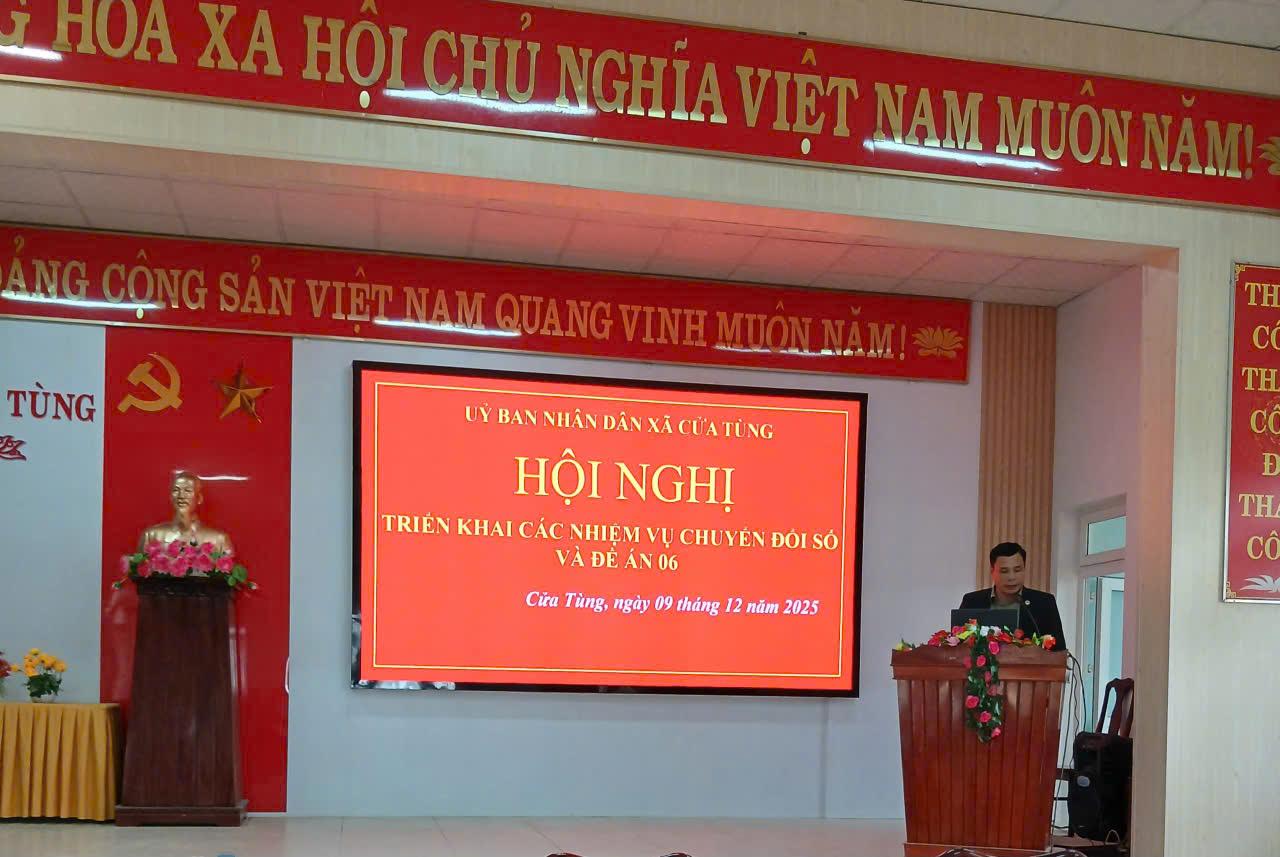 HÒA XÃ HỘI CHỦ NGHĨA VIỆT NAM MUÔN NĂM!
ĐẢNG CỘNG SẢN VIỆT NAM QUANG VINH MUÔN NĂM!
TÙNG
UỶ BAN NHÂN DÂN XÃ CỬA TÙNG
HỘI NGHỊ
TRIỂN KHAI CÁC NHIỆM VỤ CHUYỂN ĐỔI SỐ
VÀ ĐỀ ÁN 06
Cửa Tùng, ngày 09 tháng 12 năm 2025